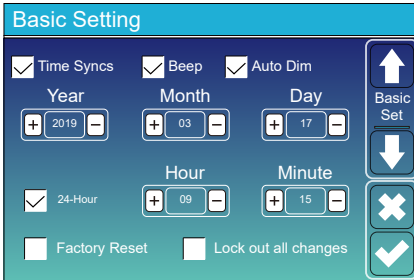 Basic Setting
Time Syncs Beep Auto Dim
Year Month Day
+ 2019 − + 03 − + 17 −
Basic
Set
Hour Minute
24-Hour + 09 − + 15 −
Factory Reset Lock out all changes